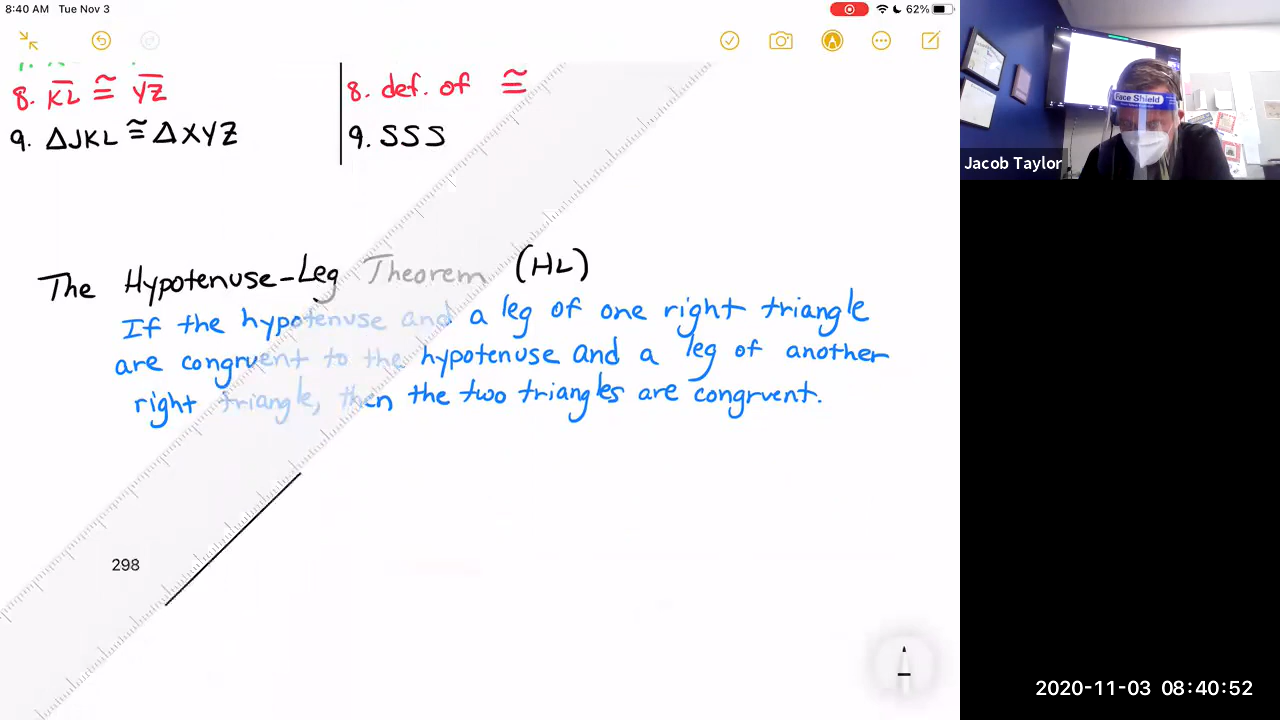 8:40 AM Tue Nov 3
62%
8. KL ≅ YZ
8. def. of ≅
9. ΔJKL ≅ ΔXYZ
9. SSS
The Hypotenuse-Leg Theorem (HL)
If the hypotenuse and a leg of one right triangle
are congruent to the hypotenuse and a leg of another
right triangle, then the two triangles are congruent.
298
Face Shield
Jacob Taylor
2020-11-03 08:40:52